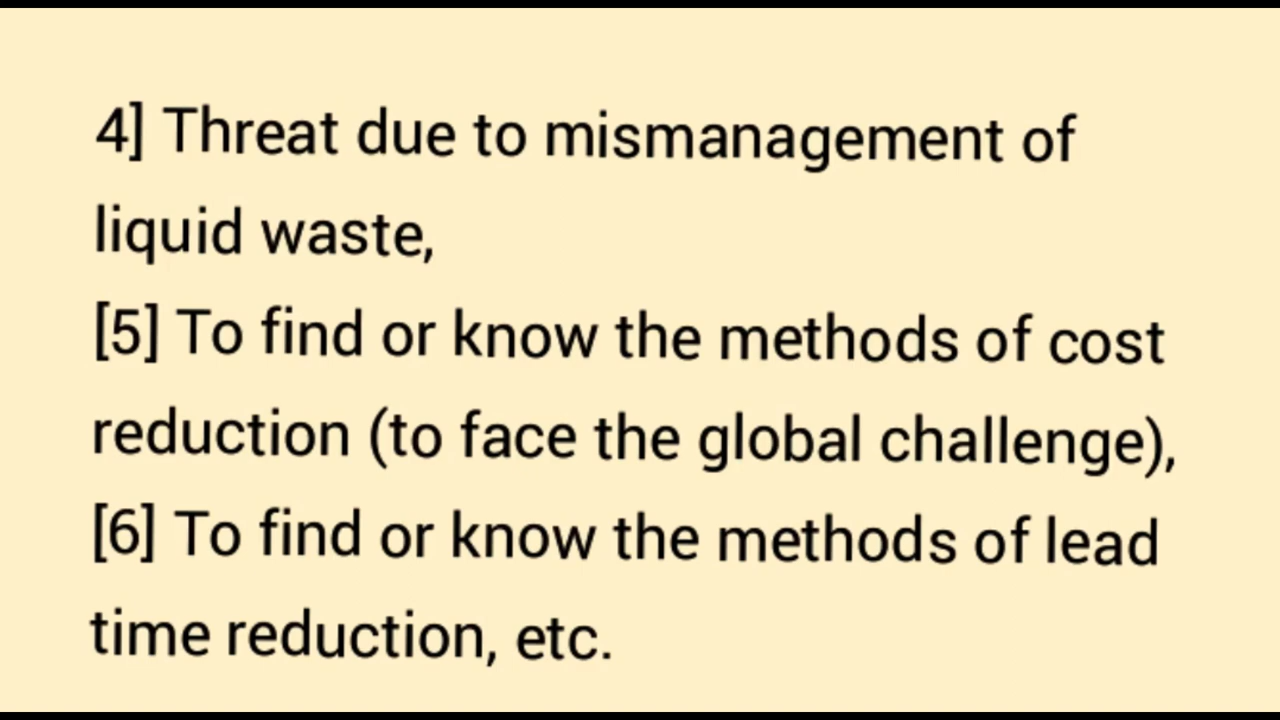 4] Threat due to mismanagement of
liquid waste,
[5] To find or know the methods of cost
reduction (to face the global challenge),
[6] To find or know the methods of lead
time reduction, etc.